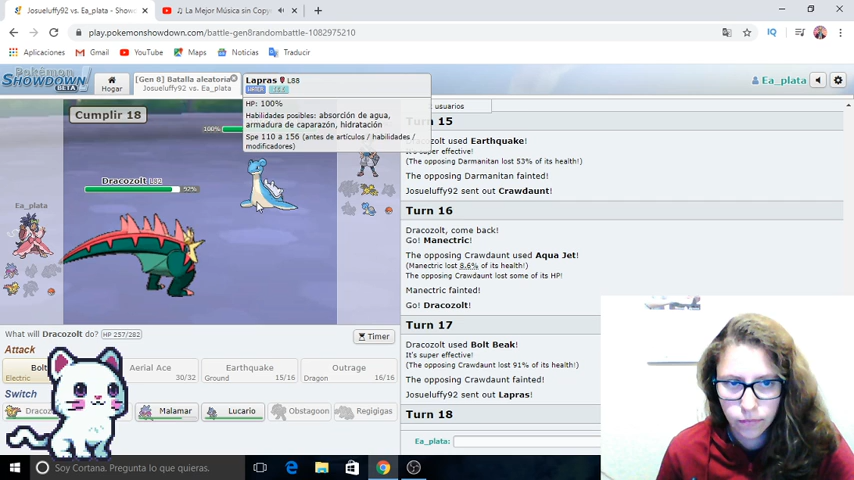 Josueluffy92 vs. Ea_plata - Show
La Mejor Música sin Copy
play.pokemonshowdown.com/battle-gen8randombattle-1082975210
Aplicaciones
Gmail
YouTube
Maps
Noticias
Traducir
Pokémon
SHOWDOWN
BETA
Hogar
[Gen 8] Batalla aleatoria
Josueluffy92 vs. Ea_plata
Ea_plata
Lapras L88
WATER ICE
HP: 100%
Habilidades posibles: absorción de agua,
armadura de caparazón, hidratación
Spe 110 a 156 (antes de artículos / habilidades /
modificadores)
usuarios
Cumplir 18
100%
Dracozolt L82
92%
Ea_plata
Turn 15
Dracozolt used Earthquake!
It's super effective!
(The opposing Darmanitan lost 53% of its health!)
The opposing Darmanitan fainted!
Josueluffy92 sent out Crawdaunt!
Turn 16
Dracozolt, come back!
Go! Manectric!
The opposing Crawdaunt used Aqua Jet!
(Manectric lost 8.6% of its health!)
The opposing Crawdaunt lost some of its HP!
Manectric fainted!
Go! Dracozolt!
Turn 17
Dracozolt used Bolt Beak!
It's super effective!
(The opposing Crawdaunt lost 91% of its health!)
The opposing Crawdaunt fainted!
Josueluffy92 sent out Lapras!
Turn 18
Ea_plata:
What will Dracozolt do? HP 257/282
Timer
Attack
Bolt
Electric
Aerial Ace
30/32
Earthquake
Ground 15/16
Outrage
Dragon 16/16
Switch
Draco
Malamar
Lucario
Obstagoon
Regigigas
Soy Cortana. Pregunta lo que quieras.